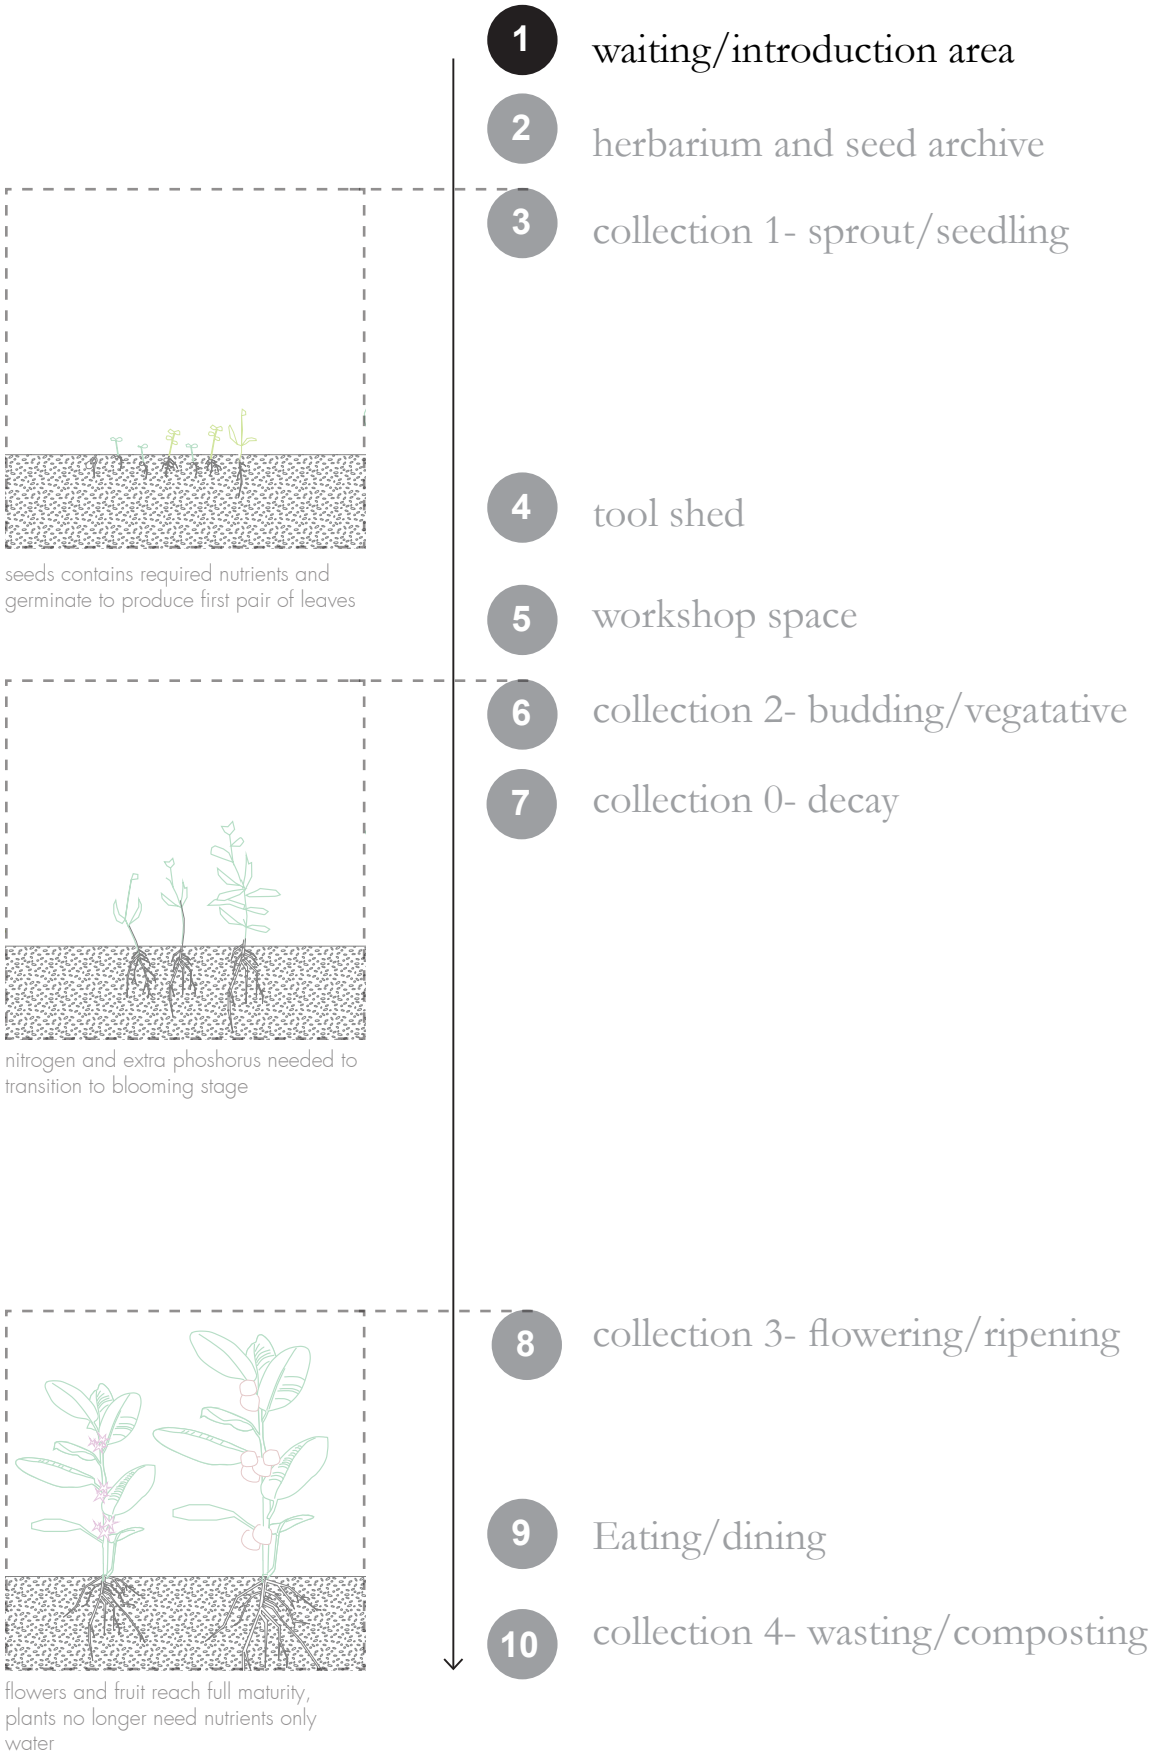 1 waiting/introduction area
2 herbarium and seed archive
3 collection 1- sprout/seedling
seeds contains required nutrients and
germinate to produce first pair of leaves
4 tool shed
5 workshop space
6 collection 2- budding/vegatative
7 collection 0- decay
nitrogen and extra phoshorus needed to
transition to blooming stage
8 collection 3- flowering/ripening
9 Eating/dining
10 collection 4- wasting/composting
flowers and fruit reach full maturity,
plants no longer need nutrients only
water